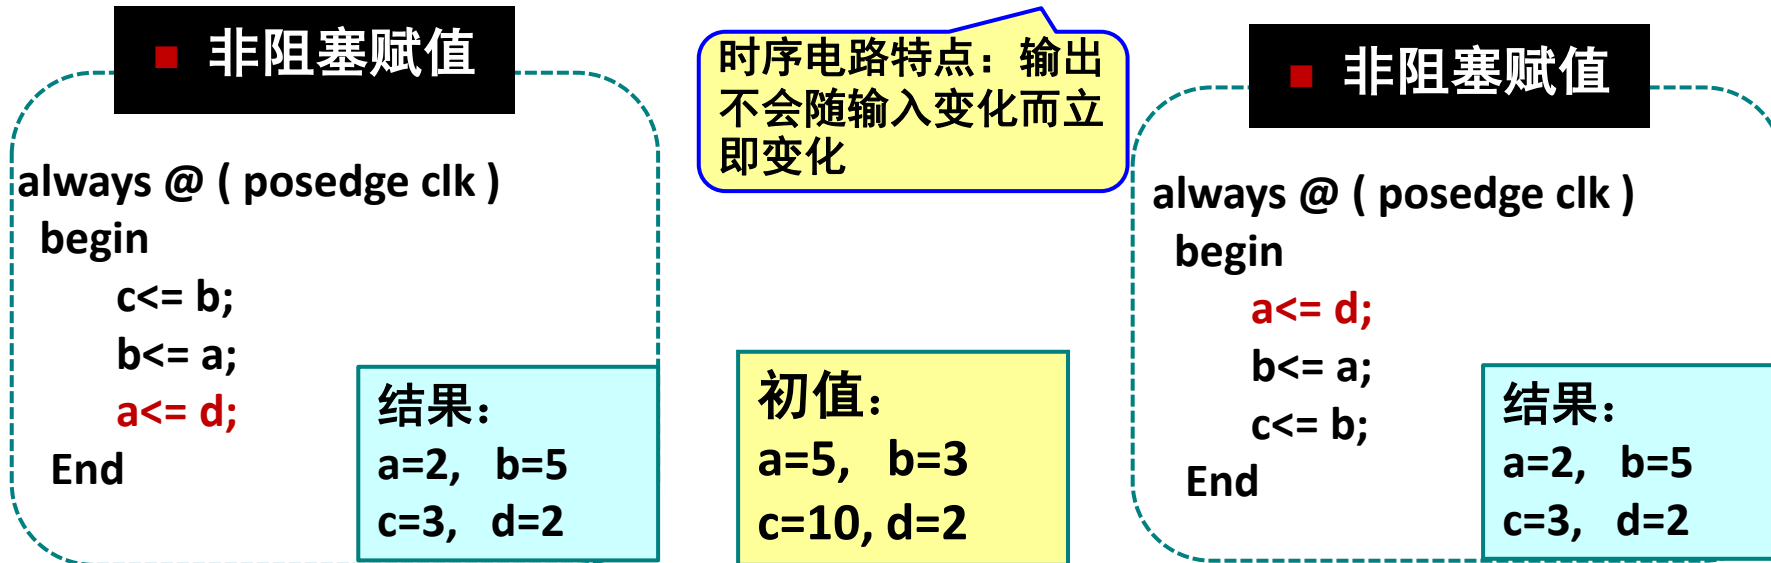 非阻塞赋值
always @ ( posedge clk )
begin
c<= b;
b<= a;
a<= d;
End
结果：
a=2, b=5
c=3, d=2
时序电路特点：输出
不会随输入变化而立
即变化
初值：
a=5, b=3
c=10, d=2
非阻塞赋值
always @ ( posedge clk )
begin
a<= d;
b<= a;
c<= b;
End
结果：
a=2, b=5
c=3, d=2